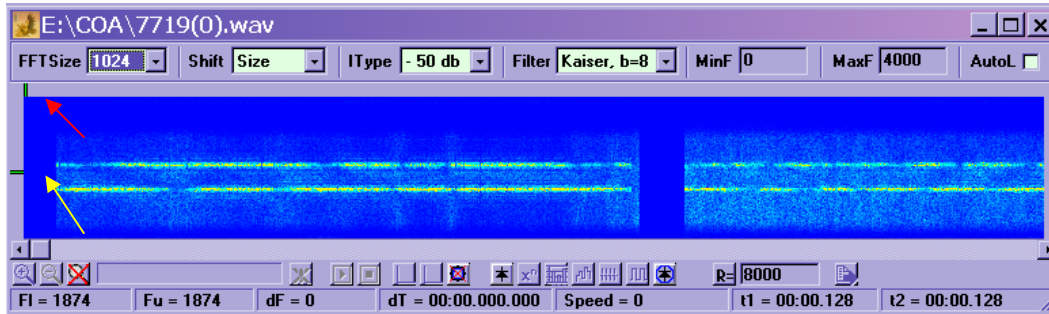 E:\COA\7719(0).wav
FFTSize 1024 Shift Size IType - 50 db Filter Kaiser, b=8 MinF 0 MaxF 4000 AutoL
R= 8000
Fl = 1874 Fu = 1874 dF = 0 dT = 00:00.000.000 Speed = 0 t1 = 00:00.128 t2 = 00:00.128